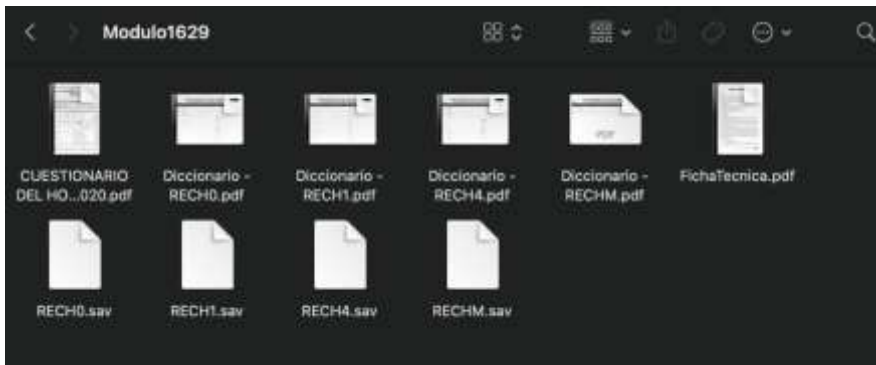 Modulo1629
CUESTIONARIO
DEL HO...020.pdf
Diccionario -
RECH0.pdf
Diccionario -
RECH1.pdf
Diccionario -
RECH4.pdf
Diccionario -
RECHM.pdf
FichaTecnica.pdf
PDF
RECH0.sav
RECH1.sav
RECH4.sav
RECHM.sav